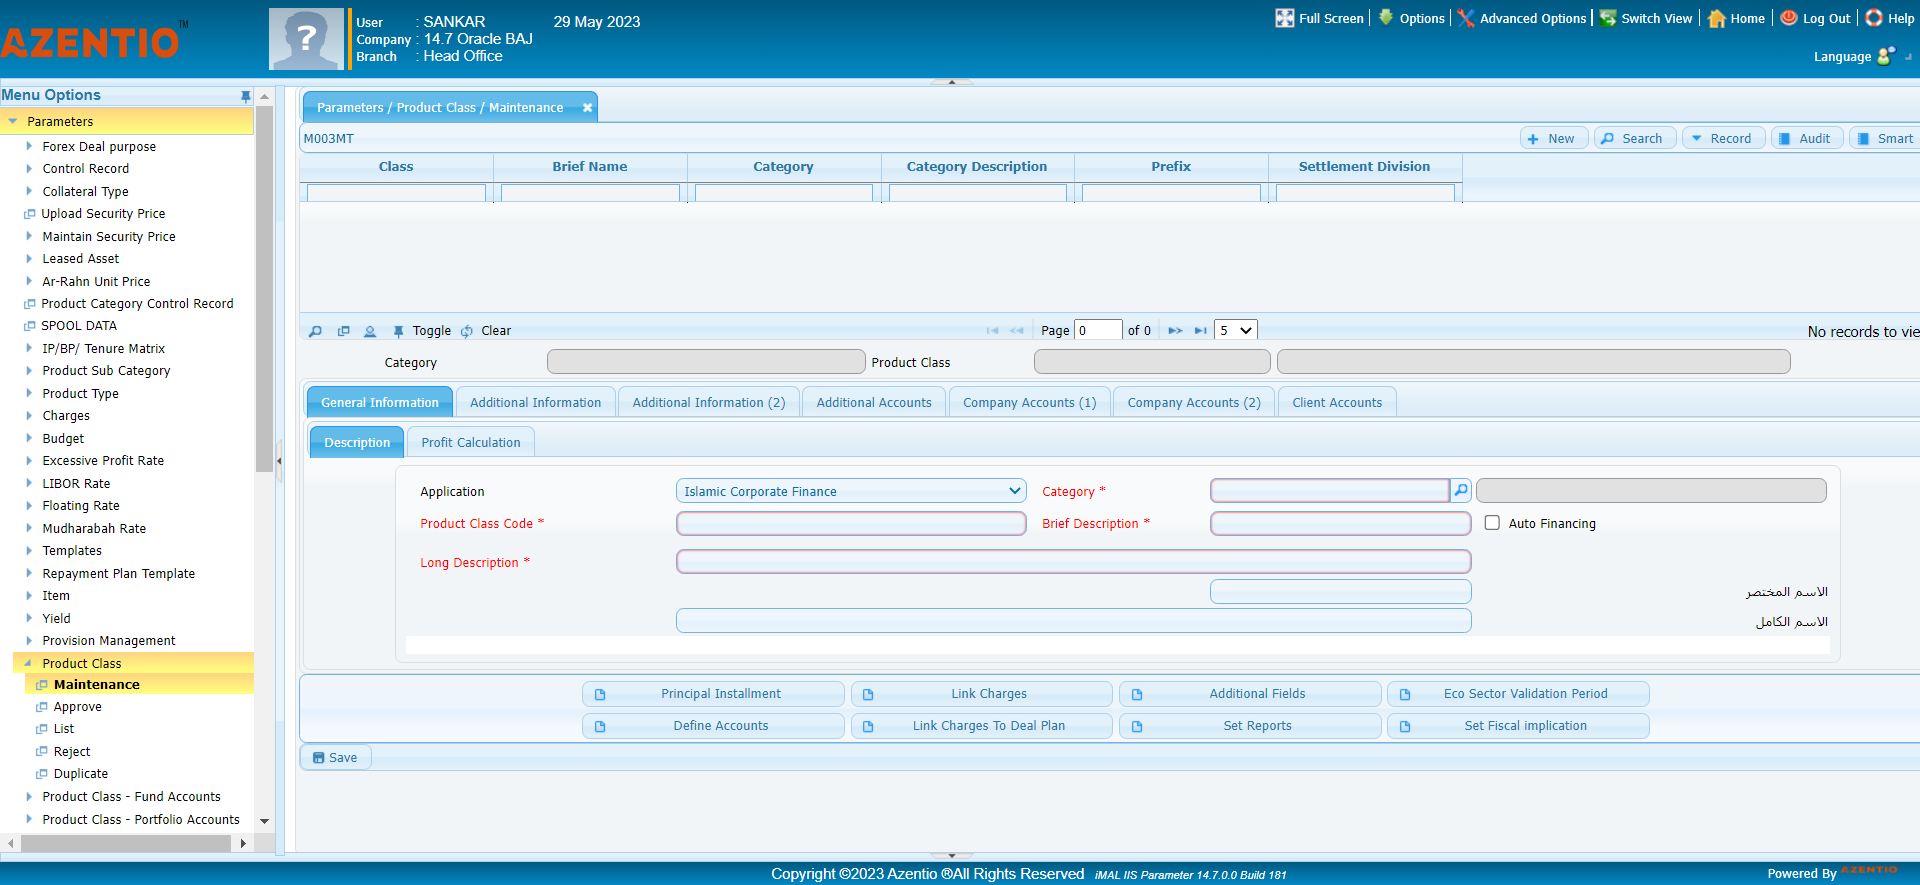 AZENTIO™
?
User : SANKAR 29 May 2023
Company : 14.7 Oracle BAJ
Branch : Head Office
Full Screen Options Advanced Options Switch View Home Log Out Help
Language
Menu Options
Parameters
Forex Deal purpose
Control Record
Collateral Type
Upload Security Price
Maintain Security Price
Leased Asset
Ar-Rahn Unit Price
Product Category Control Record
SPOOL DATA
IP/BP/ Tenure Matrix
Product Sub Category
Product Type
Charges
Budget
Excessive Profit Rate
LIBOR Rate
Floating Rate
Mudharabah Rate
Templates
Repayment Plan Template
Item
Yield
Provision Management
Product Class
Maintenance
Approve
List
Reject
Duplicate
Product Class - Fund Accounts
Product Class - Portfolio Accounts
Parameters / Product Class / Maintenance
M003MT
New Search Record Audit Smart
Class Brief Name Category Category Description Prefix Settlement Division
Toggle Clear Page 0 of 0 5 No records to vie
Category Product Class
General Information Additional Information Additional Information (2) Additional Accounts Company Accounts (1) Company Accounts (2) Client Accounts
Description Profit Calculation
Application Islamic Corporate Finance Category *
Product Class Code * Brief Description * Auto Financing
Long Description *
الاسم المختصر
الاسم الكامل
Principal Installment Link Charges Additional Fields Eco Sector Validation Period
Define Accounts Link Charges To Deal Plan Set Reports Set Fiscal implication
Save
Copyright ©2023 Azentio ®All Rights Reserved iMAL IIS Parameter 14.7.0.0 Build 181
Powered By AZENTIO